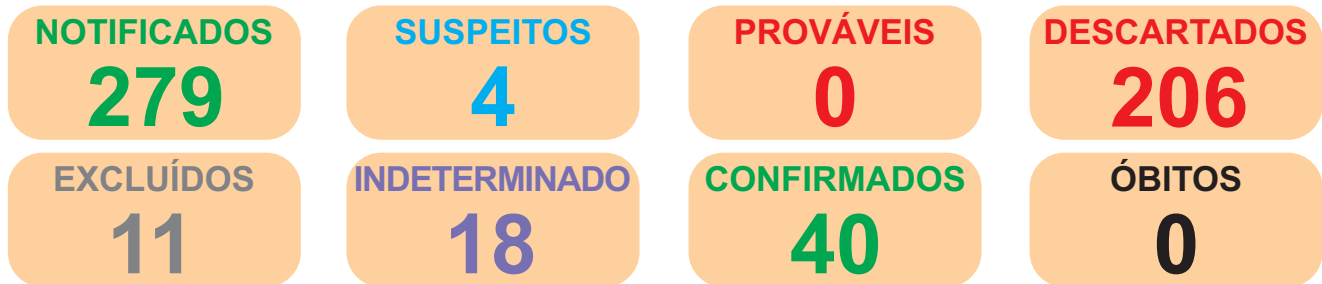 NOTIFICADOS
279
SUSPEITOS
4
PROVÁVEIS
0
DESCARTADOS
206
EXCLUÍDOS
11
INDETERMINADO
18
CONFIRMADOS
40
ÓBITOS
0